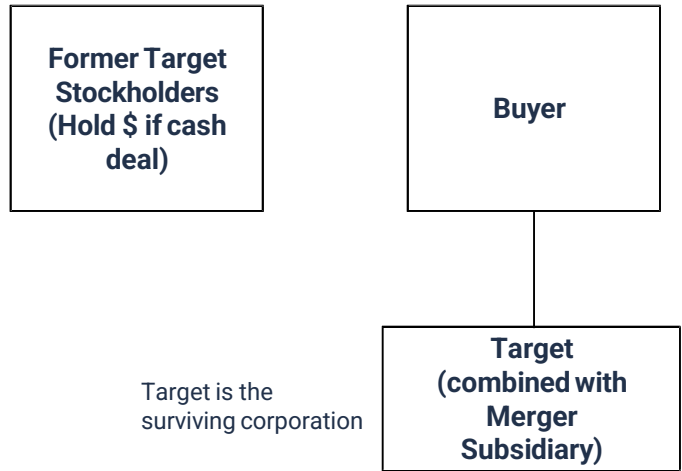 Former Target
Stockholders
(Hold $ if cash
deal)
Buyer
Target is the
surviving corporation
Target
(combined with
Merger
Subsidiary)